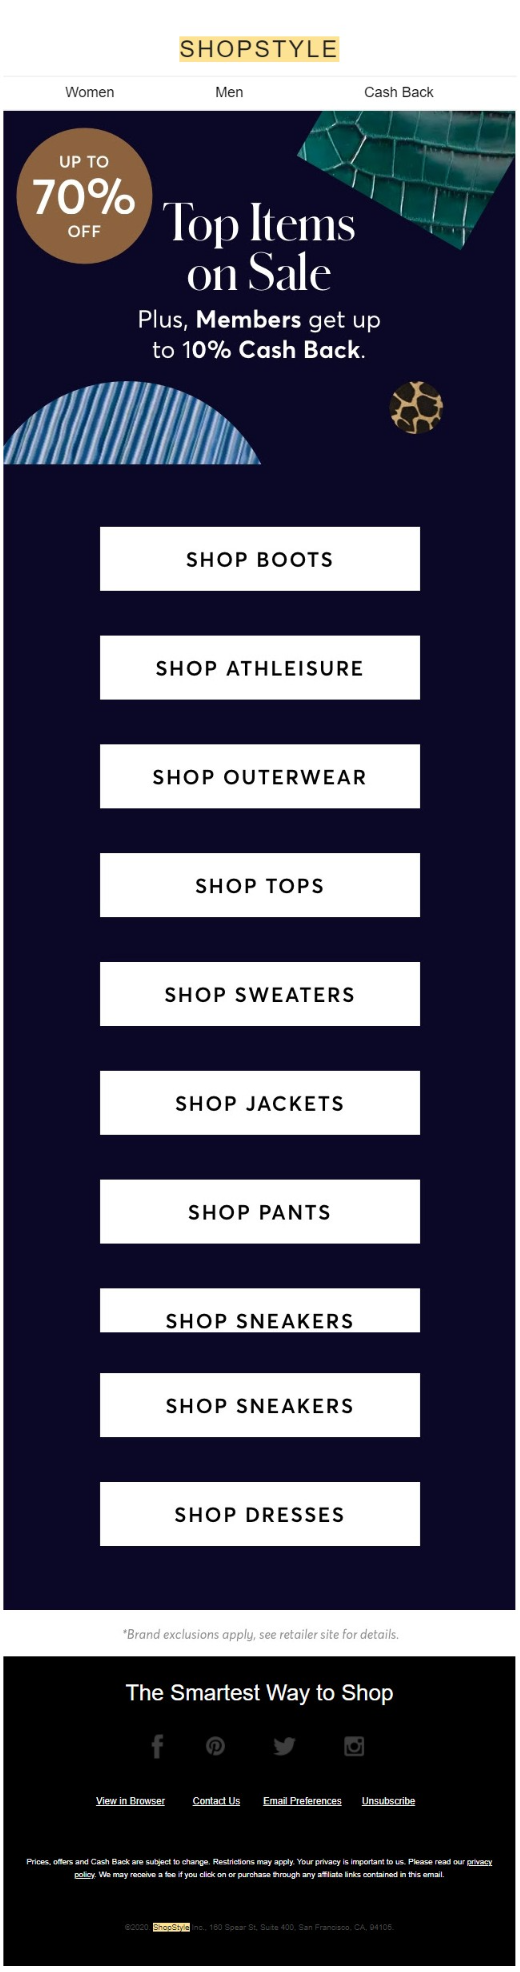 SHOPSTYLE
Women Men Cash Back
UP TO
70%
OFF
Top Items
on Sale
Plus, Members get up
to 10% Cash Back.
SHOP BOOTS
SHOP ATHLEISURE
SHOP OUTERWEAR
SHOP TOPS
SHOP SWEATERS
SHOP JACKETS
SHOP PANTS
SHOP SNEAKERS
SHOP SNEAKERS
SHOP DRESSES
*Brand exclusions apply, see retailer site for details.
The Smartest Way to Shop
View in Browser Contact Us Email Preferences Unsubscribe
Prices, offers and Cash Back are subject to change. Restrictions may apply. Your privacy is important to us. Please read our privacy
policy. We may receive a fee if you click on or purchase through any affiliate links contained in this email.
©2020, ShopStyle Inc., 160 Spear St, Suite 400, San Francisco, CA, 94105.